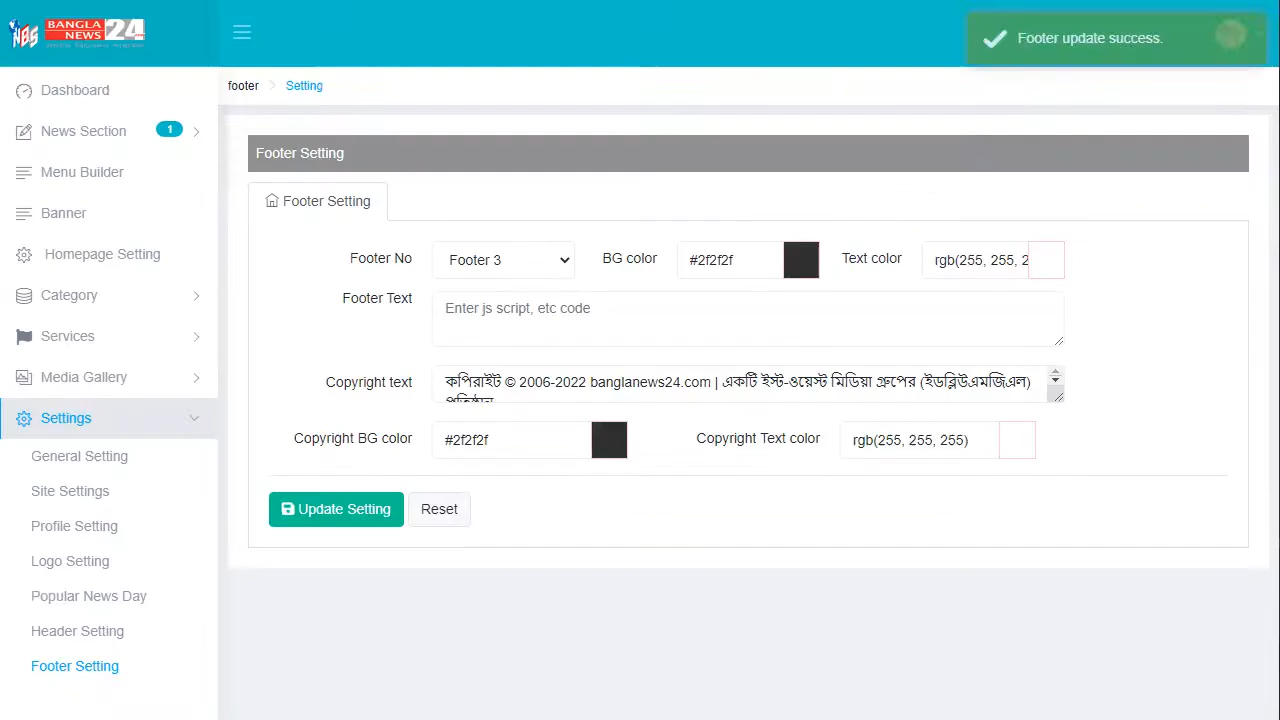 NBS
BANGLA
NEWS 24
Footer update success.
footer > Setting
Dashboard
News Section 1
Menu Builder
Banner
Homepage Setting
Category
Services
Media Gallery
Settings
General Setting
Site Settings
Profile Setting
Logo Setting
Popular News Day
Header Setting
Footer Setting
Footer Setting
Footer Setting
Footer No Footer 3 BG color #2f2f2f Text color rgb(255, 255, 2
Footer Text Enter js script, etc code
Copyright text কপিরাইট © 2006-2022 banglanews24.com | একটি ইস্ট-ওয়েস্ট মিডিয়া গ্রুপের (ইডব্লিউএমজিএল)
Copyright BG color #2f2f2f Copyright Text color rgb(255, 255, 255)
Update Setting Reset